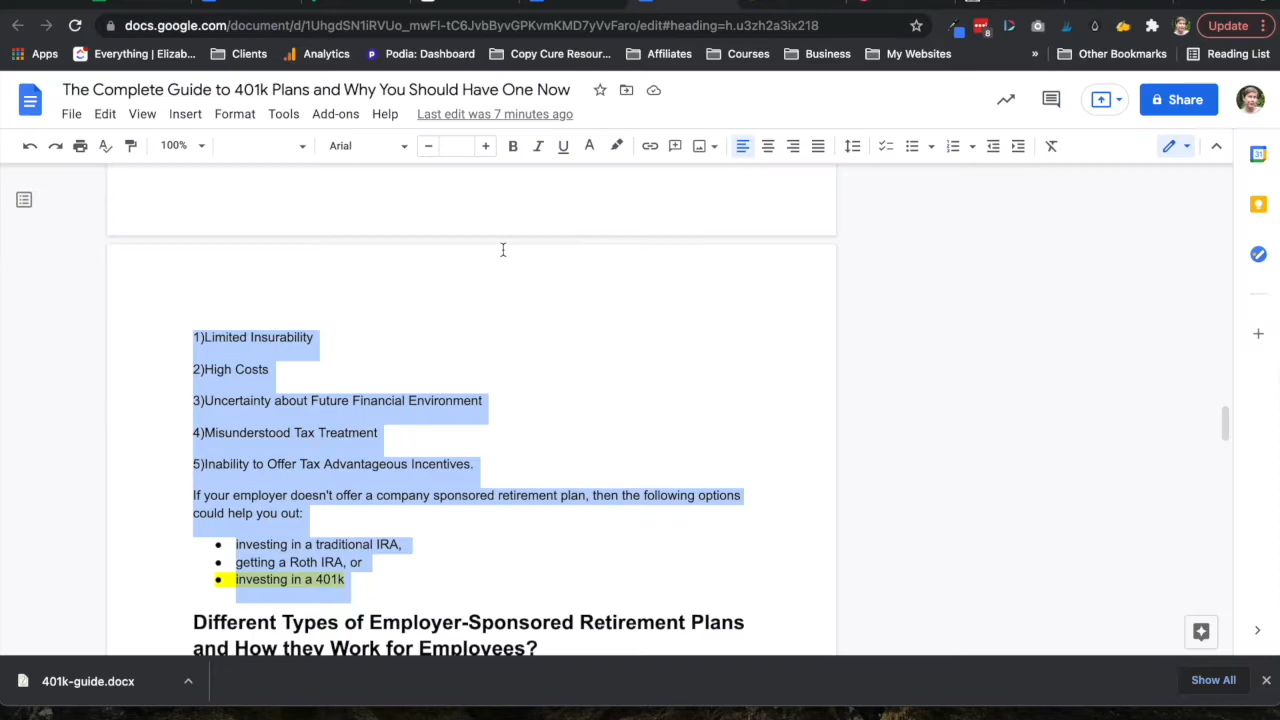 docs.google.com/document/d/1UhgdSN1iRVUo_mwFI-tC6JvbByvGPKvmKMD7yVvFaro/edit#heading=h.u3zh2a3ix218
8
Update
Apps
Everything | Elizab...
Clients
Analytics
Podia: Dashboard
Copy Cure Resour...
Affiliates
Courses
Business
My Websites
»
Other Bookmarks
Reading List
The Complete Guide to 401k Plans and Why You Should Have One Now
File Edit View Insert Format Tools Add-ons Help Last edit was 7 minutes ago
Share
100%
Arial
31
1)Limited Insurability
2)High Costs
3)Uncertainty about Future Financial Environment
4)Misunderstood Tax Treatment
5)Inability to Offer Tax Advantageous Incentives.
If your employer doesn't offer a company sponsored retirement plan, then the following options
could help you out:
● investing in a traditional IRA,
● getting a Roth IRA, or
● investing in a 401k
Different Types of Employer-Sponsored Retirement Plans
and How they Work for Employees?
401k-guide.docx
Show All